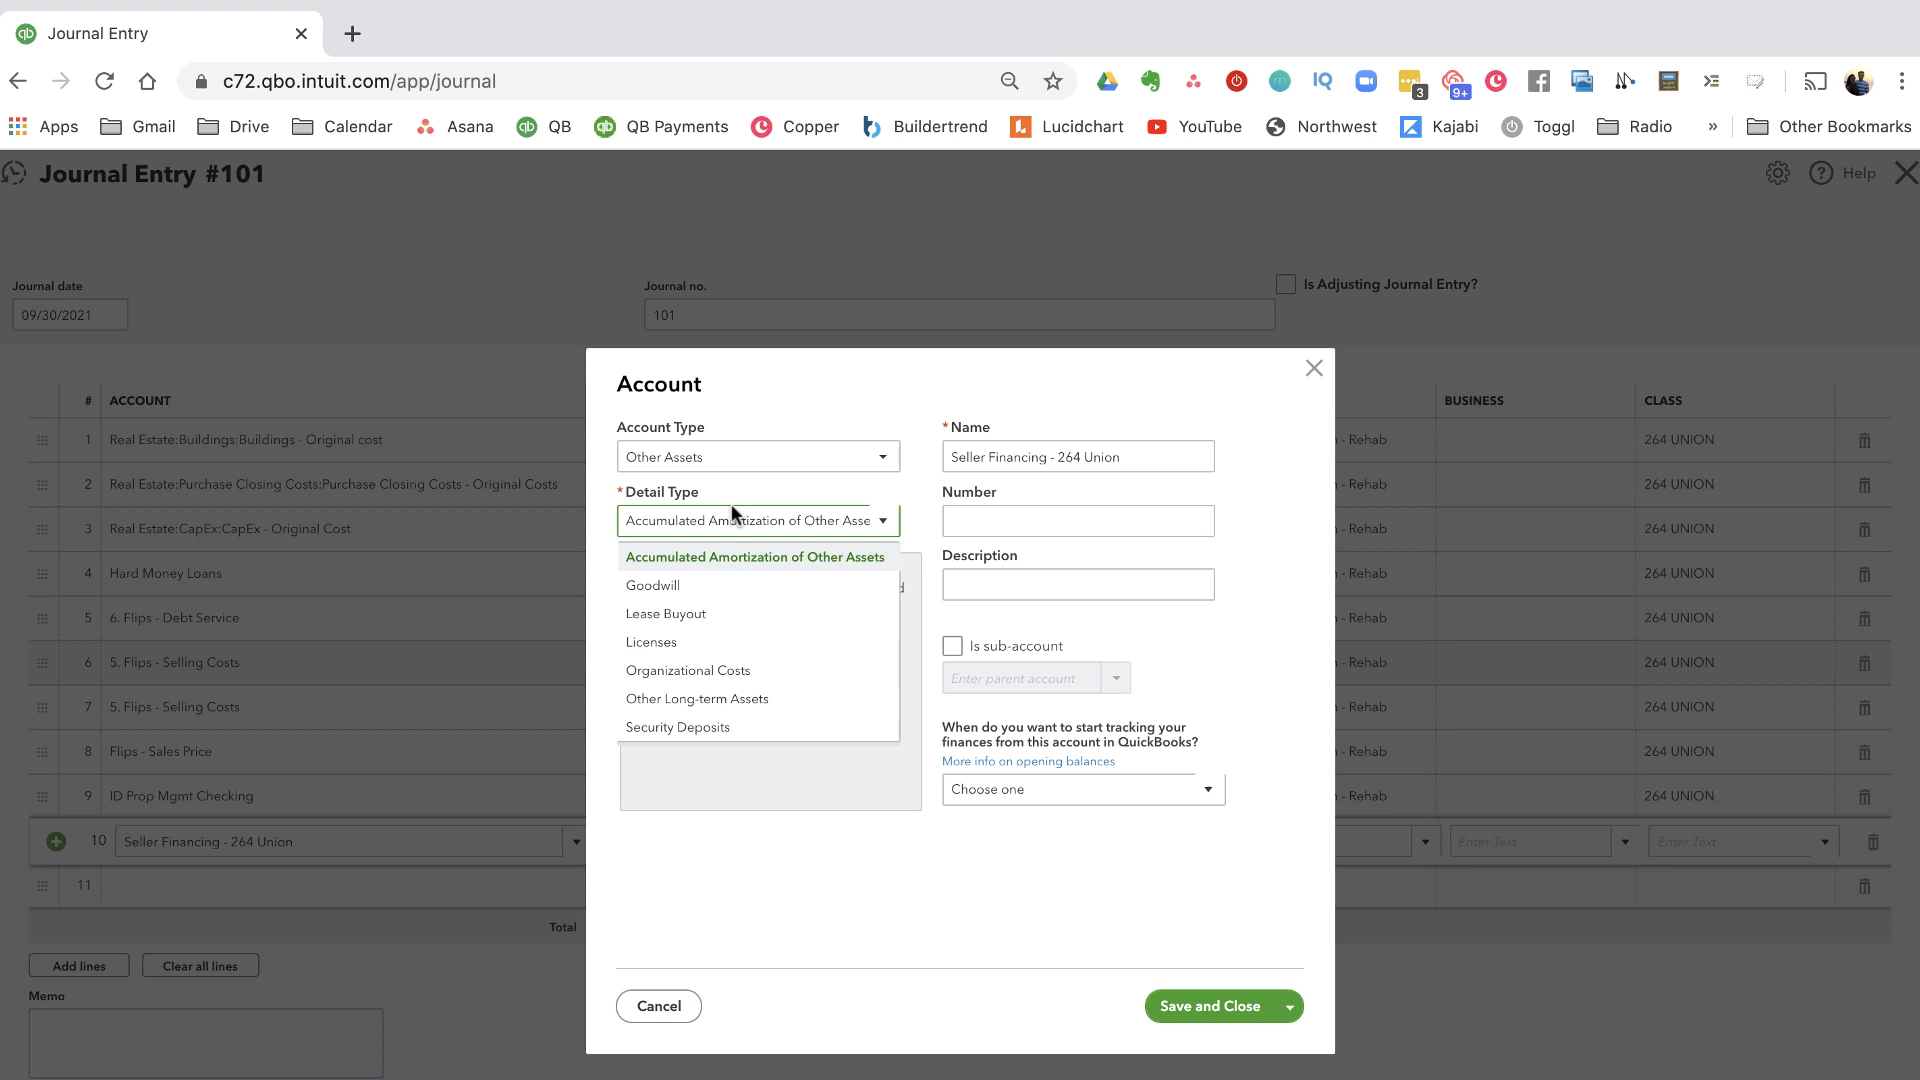 Journal Entry
c72.qbo.intuit.com/app/journal
3
9+
Apps
Gmail
Drive
Calendar
Asana
QB
QB Payments
Copper
Buildertrend
Lucidchart
YouTube
Northwest
Kajabi
Toggl
Radio
»
Other Bookmarks
Journal Entry #101
Help
Journal date
09/30/2021
Journal no.
101
Is Adjusting Journal Entry?
# ACCOUNT BUSINESS CLASS
1 Real Estate:Buildings:Buildings - Original cost - Rehab 264 UNION
2 Real Estate:Purchase Closing Costs:Purchase Closing Costs - Original Costs - Rehab 264 UNION
3 Real Estate:CapEx:CapEx - Original Cost - Rehab 264 UNION
4 Hard Money Loans - Rehab 264 UNION
5 6. Flips - Debt Service - Rehab 264 UNION
6 5. Flips - Selling Costs - Rehab 264 UNION
7 5. Flips - Selling Costs - Rehab 264 UNION
8 Flips - Sales Price - Rehab 264 UNION
9 ID Prop Mgmt Checking - Rehab 264 UNION
10 Seller Financing - 264 Union Enter Text Enter Text
11
Total
Add lines
Clear all lines
Memo
Account
Account Type
Other Assets
* Detail Type
Accumulated Amortization of Other Asse
Accumulated Amortization of Other Assets
Goodwill
Lease Buyout
Licenses
Organizational Costs
Other Long-term Assets
Security Deposits
* Name
Seller Financing - 264 Union
Number
Description
Is sub-account
Enter parent account
When do you want to start tracking your
finances from this account in QuickBooks?
More info on opening balances
Choose one
Cancel
Save and Close